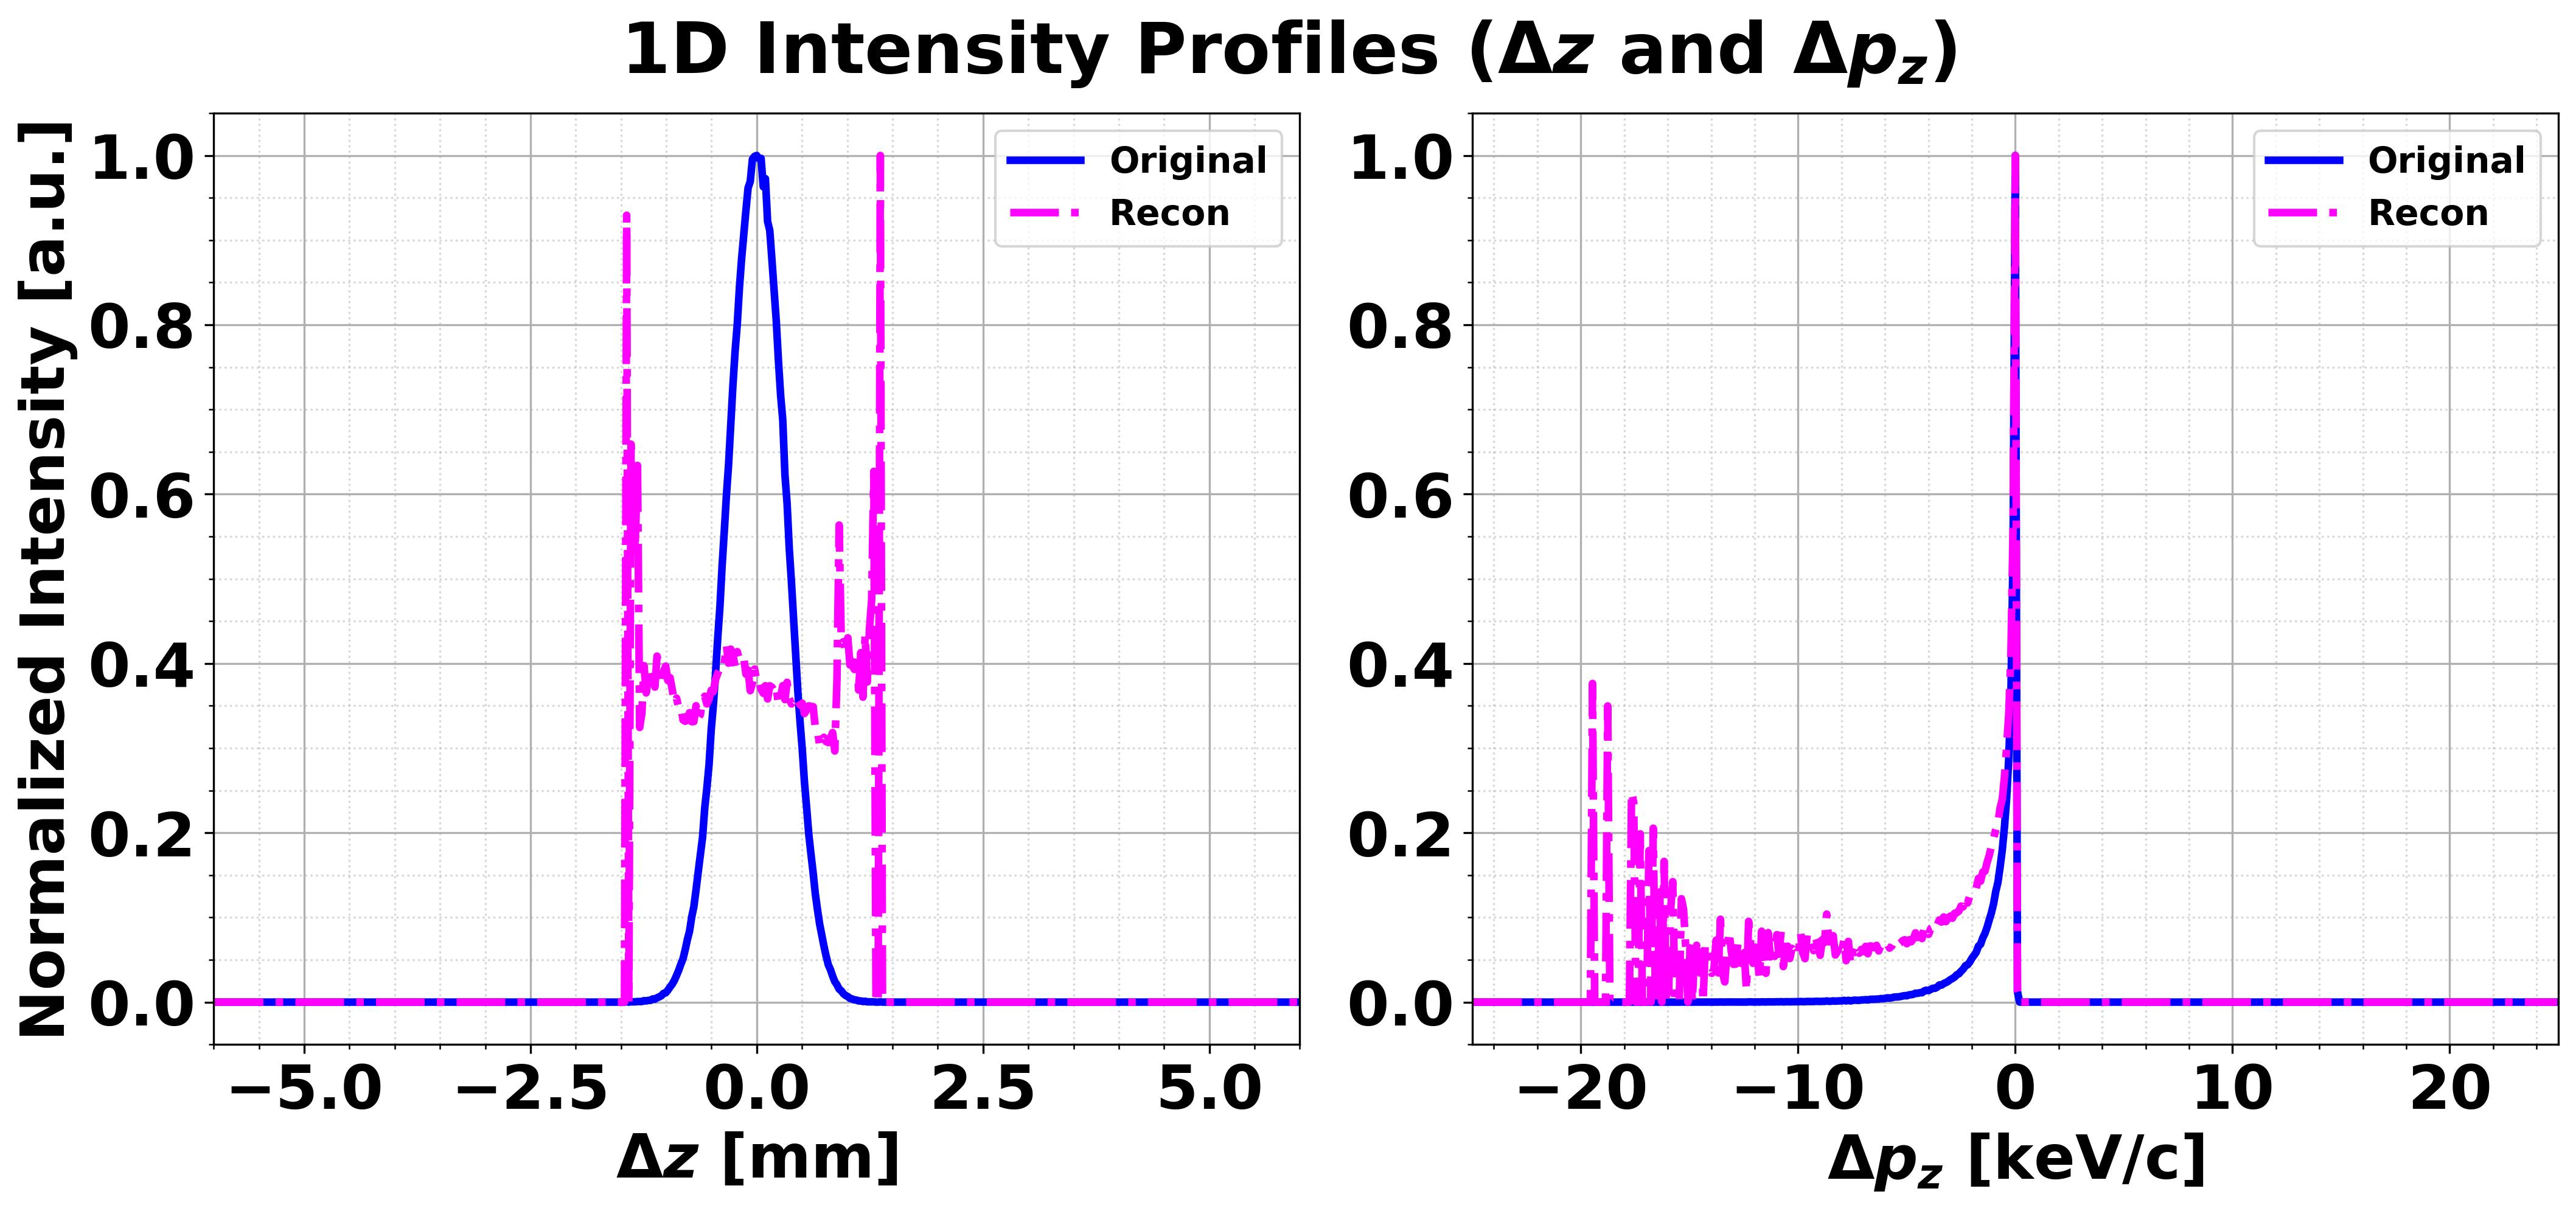 1D Intensity Profiles (Δz and Δp_z)
Normalized Intensity [a.u.]
1.0
0.8
0.6
0.4
0.2
0.0
−5.0 −2.5 0.0 2.5 5.0
Δz [mm]
Original
Recon
1.0
0.8
0.6
0.4
0.2
0.0
−20 −10 0 10 20
Δp_z [keV/c]
Original
Recon